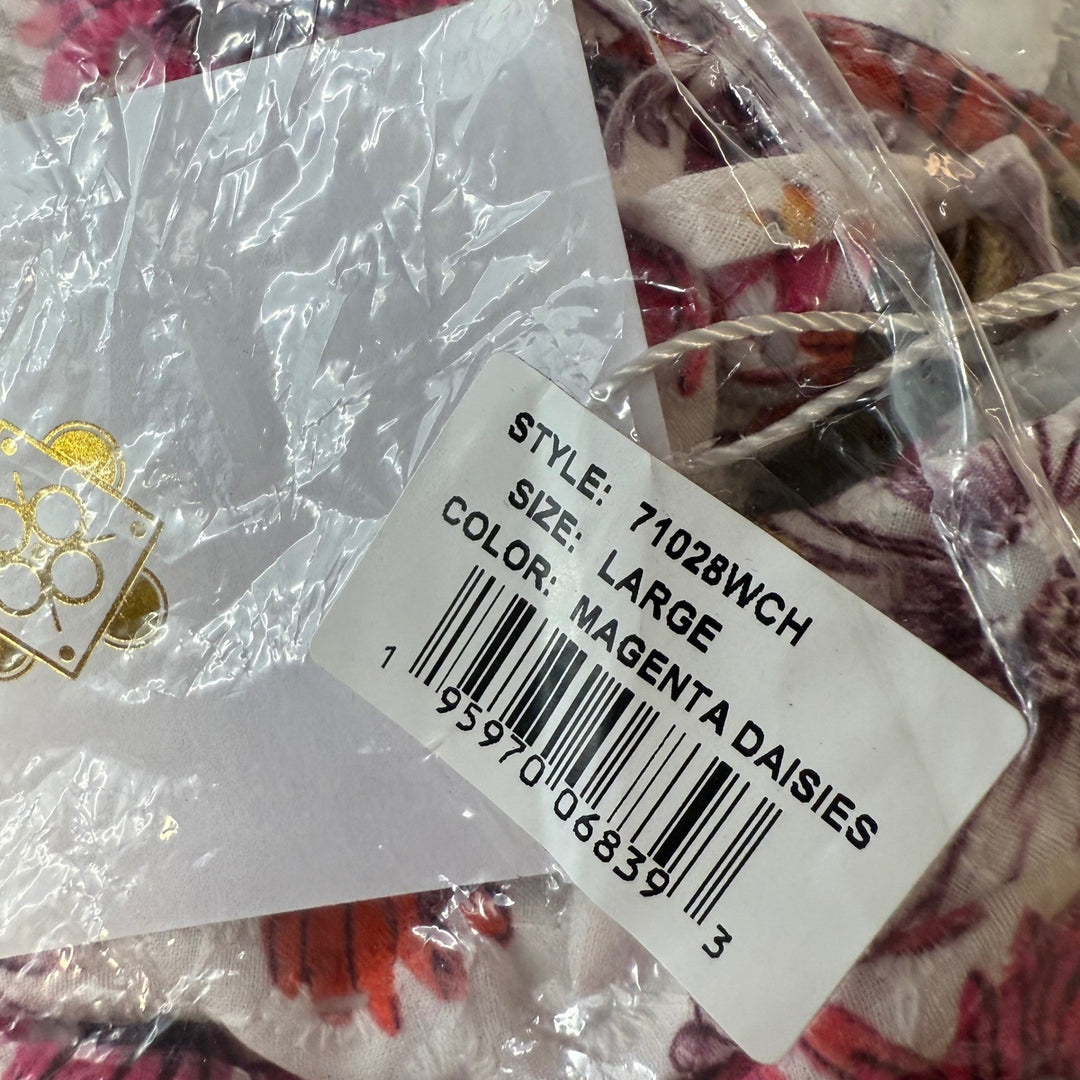 STYLE: 71028WCH
SIZE: LARGE
COLOR: MAGENTA DAISIES
1 95970 06839 3